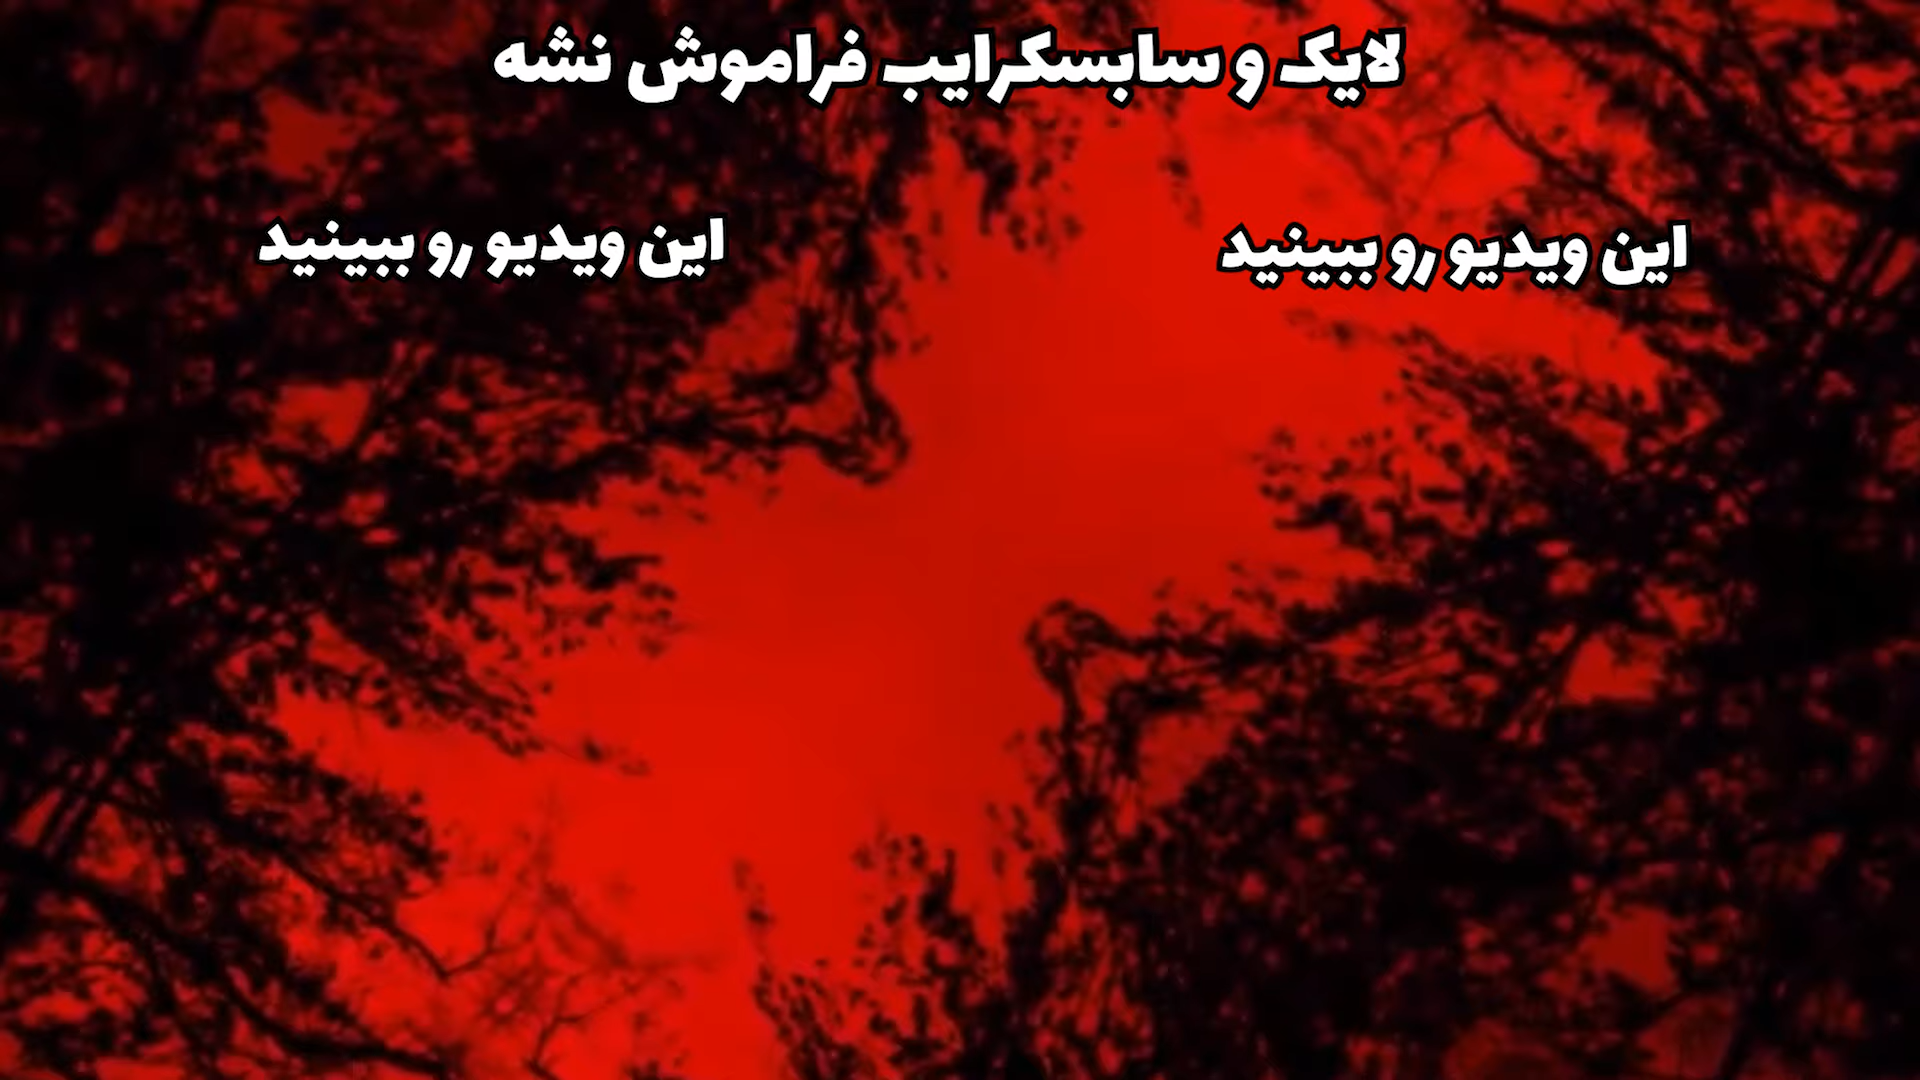 لایک و سابسکرایب فراموش نشه
این ویدیو رو ببینید
این ویدیو رو ببینید